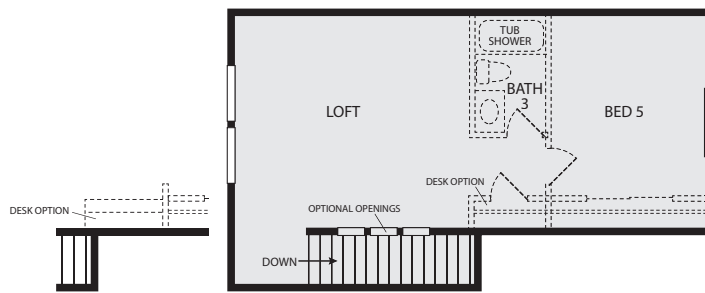 TUB
SHOWER
BATH
3
LOFT
BED 5
DESK OPTION
DESK OPTION
OPTIONAL OPENINGS
DOWN